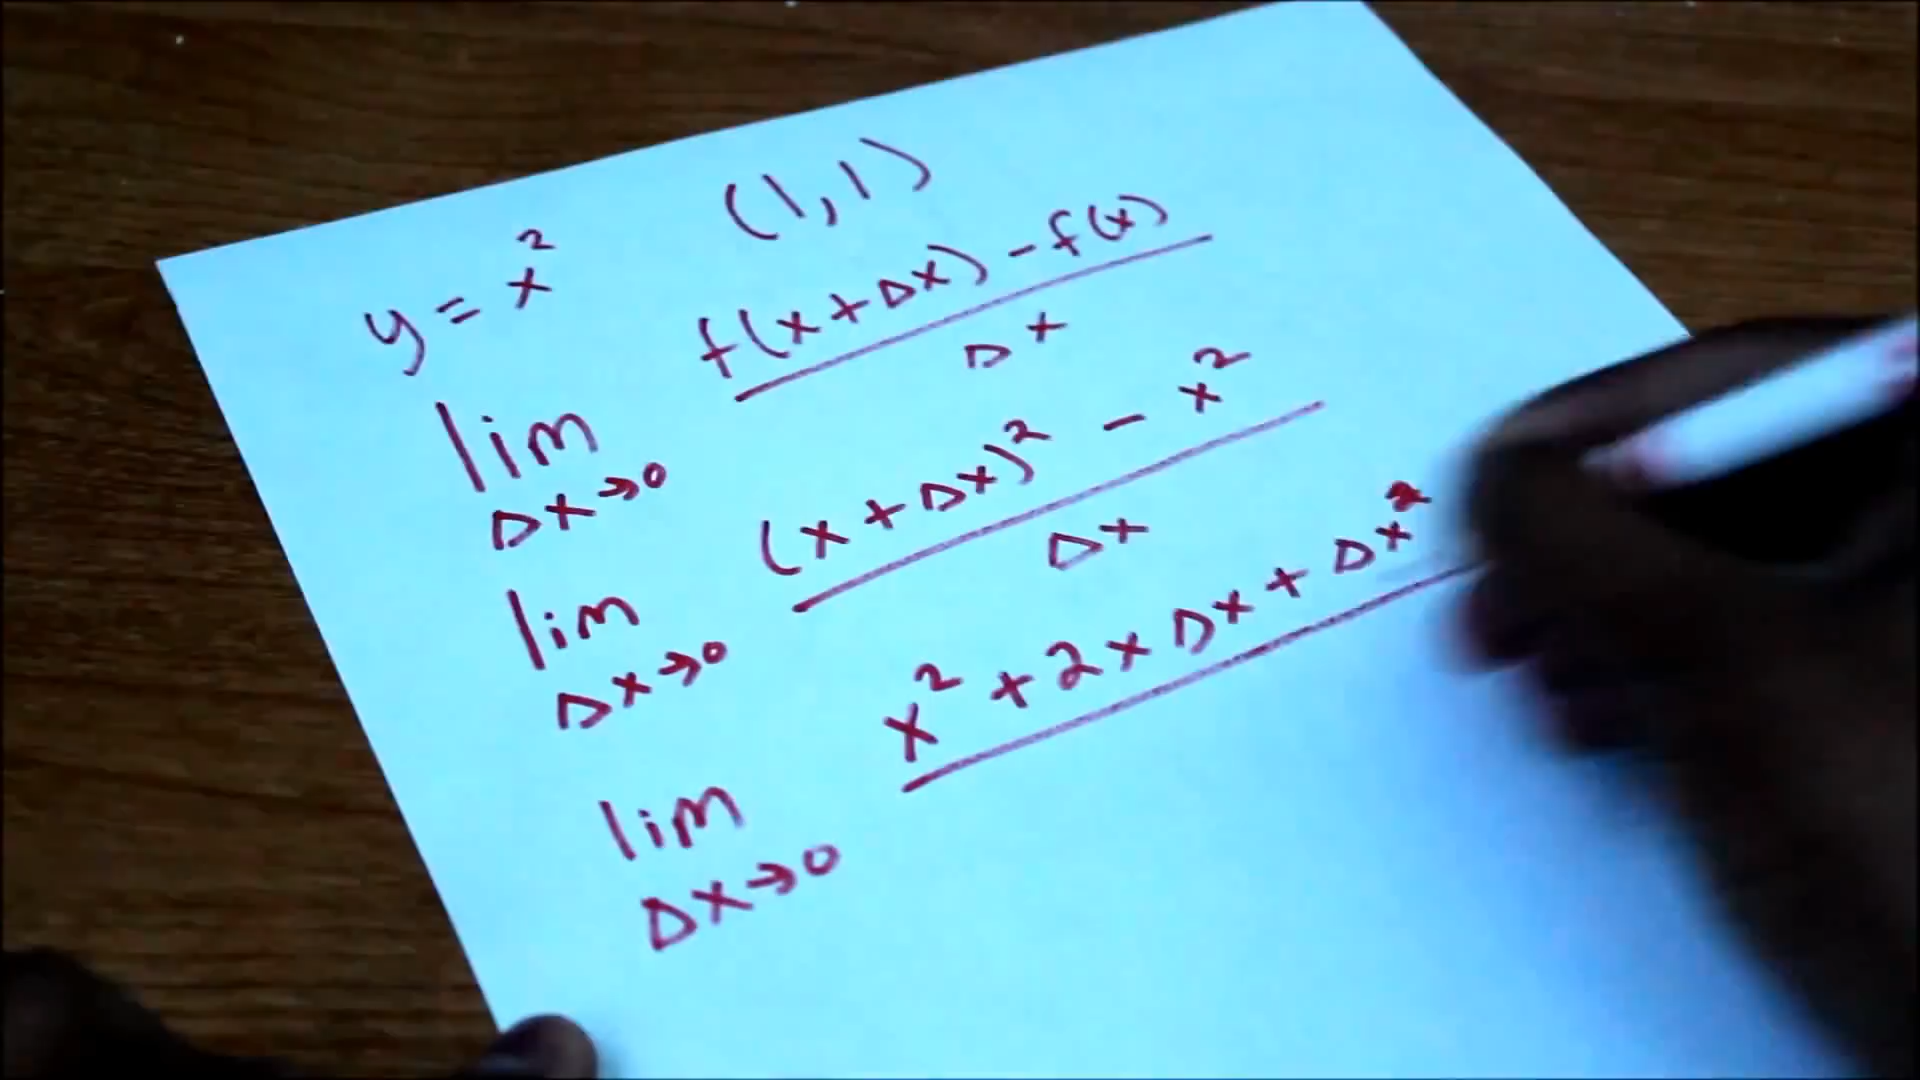 y = x² (1,1)
f(x+Δx) - f(x)
lim Δx
Δx→0
(x+Δx)² - x²
lim Δx
Δx→0
x² + 2xΔx + Δx²
lim
Δx→0